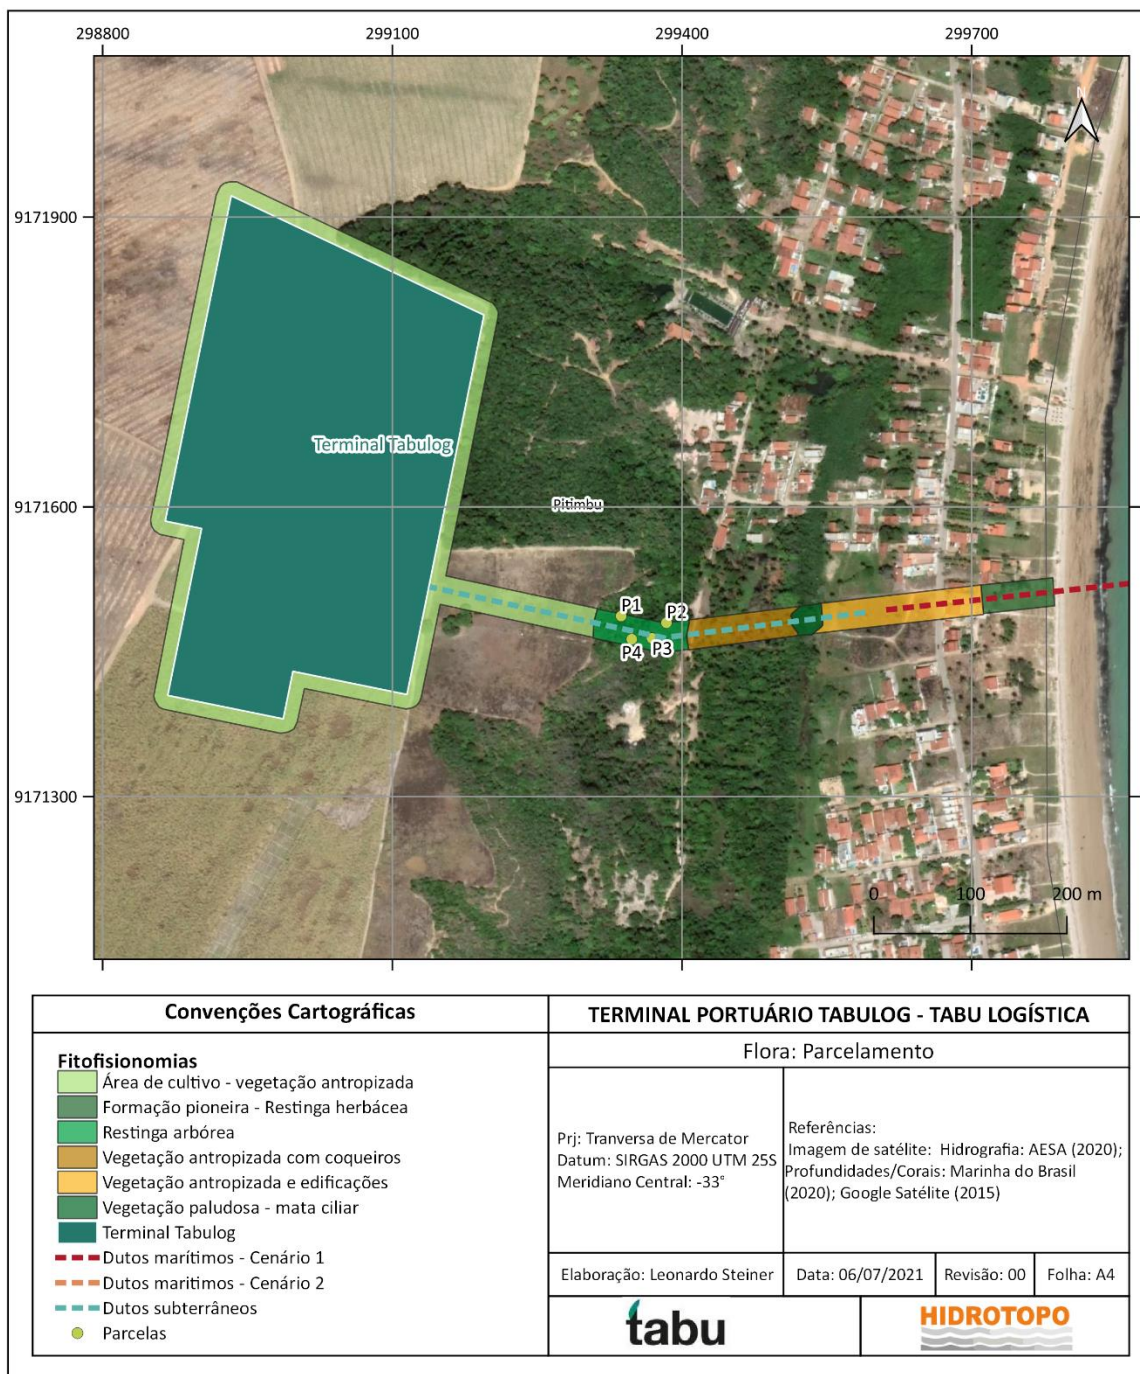 298800
299100
299400
299700
N
9171900
Terminal Tabulog
9171600
Pitimbu
P1
P2
P4
P3
9171300
0
100
200 m
Convenções Cartográficas
Fitofisionomias
Área de cultivo - vegetação antropizada
Formação pioneira - Restinga herbácea
Restinga arbórea
Vegetação antropizada com coqueiros
Vegetação antropizada e edificações
Vegetação paludosa - mata ciliar
Terminal Tabulog
Dutos marítimos - Cenário 1
Dutos maritimos - Cenário 2
Dutos subterrâneos
Parcelas
TERMINAL PORTUÁRIO TABULOG - TABU LOGÍSTICA
Flora: Parcelamento
Prj: Tranversa de Mercator
Datum: SIRGAS 2000 UTM 25S
Meridiano Central: -33°
Referências:
Imagem de satélite: Hidrografia: AESA (2020);
Profundidades/Corais: Marinha do Brasil
(2020); Google Satélite (2015)
Elaboração: Leonardo Steiner
Data: 06/07/2021
Revisão: 00
Folha: A4
tabu
HIDROTOPO